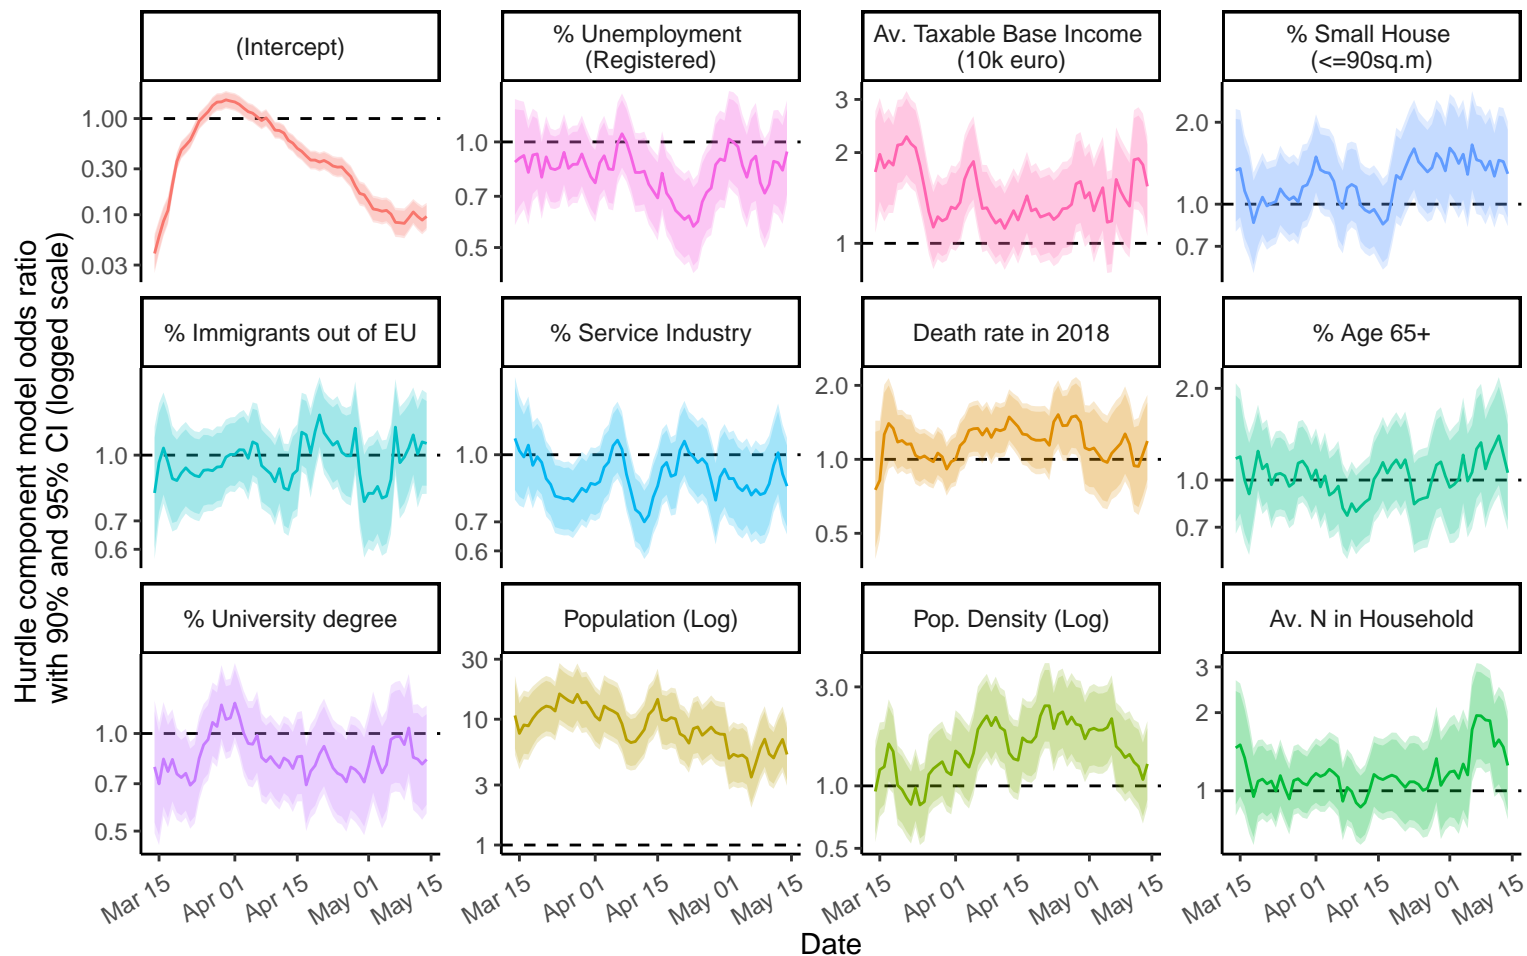 (Intercept)
% Unemployment
(Registered)
Av. Taxable Base Income
(10k euro)
% Small House
(<=90sq.m)
1.00
0.30
0.10
0.03
1.0
0.7
0.5
3
2
1
2.0
1.0
0.7
Hurdle component model odds ratio
with 90% and 95% CI (logged scale)
% Immigrants out of EU
% Service Industry
Death rate in 2018
% Age 65+
1.0
0.7
0.6
1.0
0.7
0.6
2.0
1.0
0.5
2.0
1.0
0.7
% University degree
Population (Log)
Pop. Density (Log)
Av. N in Household
1.0
0.7
0.5
30
10
3
1
3.0
1.0
0.5
3
2
1
Mar 15 Apr 01 Apr 15 May 01 May 15
Mar 15 Apr 01 Apr 15 May 01 May 15
Mar 15 Apr 01 Apr 15 May 01 May 15
Mar 15 Apr 01 Apr 15 May 01 May 15
Date